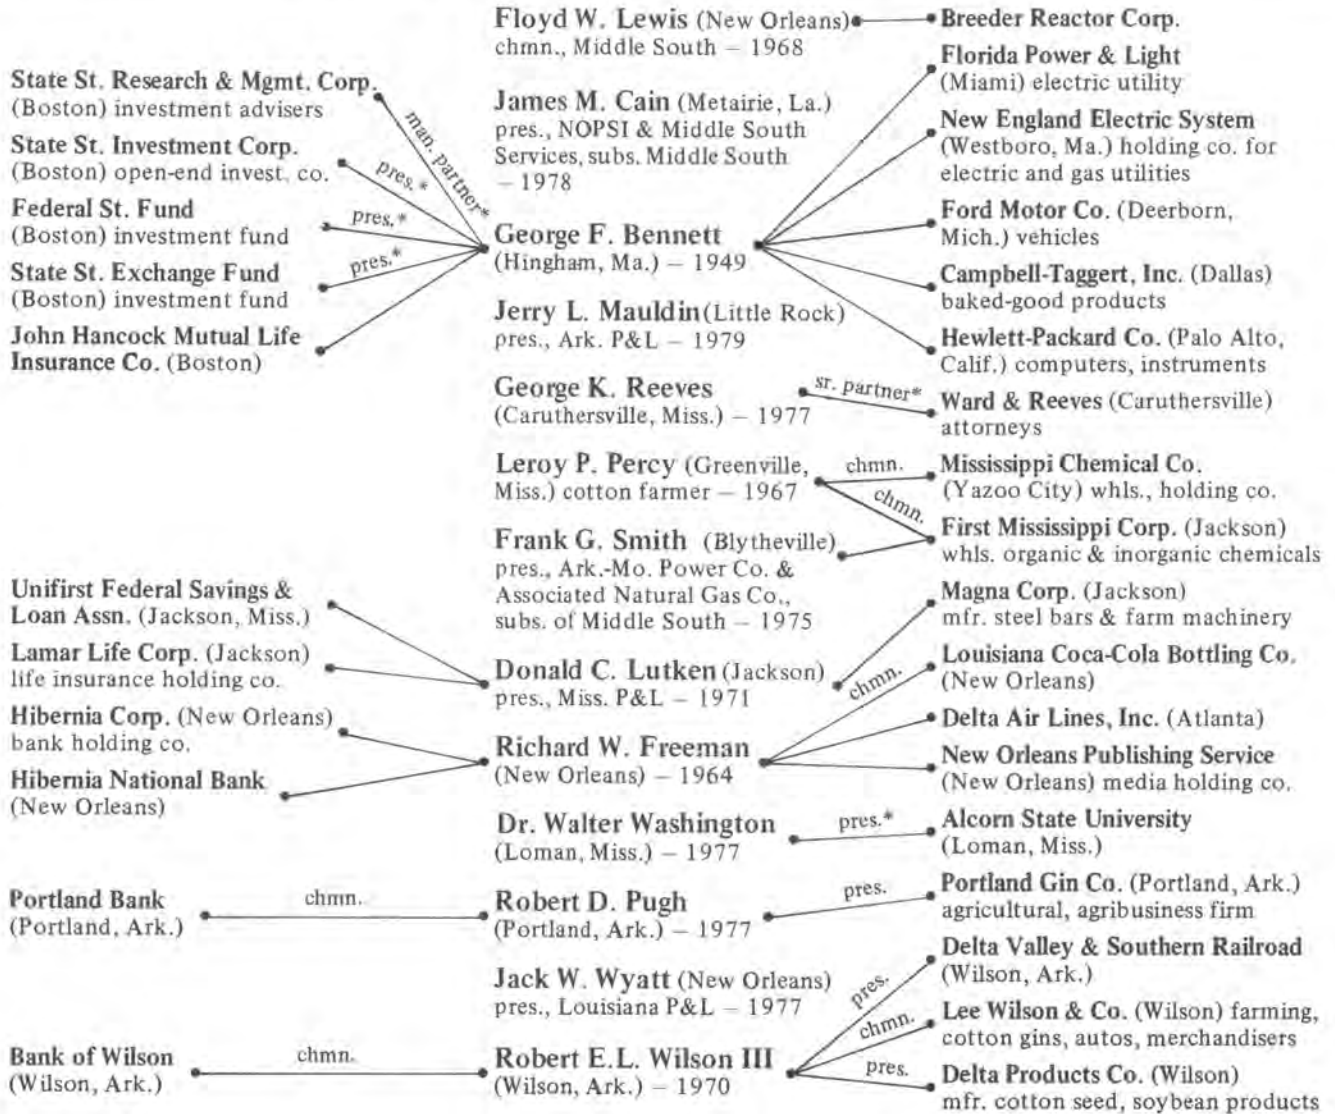 Floyd W. Lewis (New Orleans)
chmn., Middle South – 1968
James M. Cain (Metairie, La.)
pres., NOPSI & Middle South
Services, subs. Middle South
– 1978
George F. Bennett
(Hingham, Ma.) – 1949
Jerry L. Mauldin (Little Rock)
pres., Ark. P&L – 1979
George K. Reeves
(Caruthersville, Miss.) – 1977
Leroy P. Percy (Greenville,
Miss.) cotton farmer – 1967
Frank G. Smith (Blytheville)
pres., Ark.-Mo. Power Co. &
Associated Natural Gas Co.,
subs. of Middle South – 1975
Donald C. Lutken (Jackson)
pres., Miss. P&L – 1971
Richard W. Freeman
(New Orleans) – 1964
Dr. Walter Washington
(Loman, Miss.) – 1977
Robert D. Pugh
(Portland, Ark.) – 1977
Jack W. Wyatt (New Orleans)
pres., Louisiana P&L – 1977
Robert E.L. Wilson III
(Wilson, Ark.) – 1970
State St. Research & Mgmt. Corp.
(Boston) investment advisers
State St. Investment Corp.
(Boston) open-end invest. co.
Federal St. Fund
(Boston) investment fund
State St. Exchange Fund
(Boston) investment fund
John Hancock Mutual Life
Insurance Co. (Boston)
man. partner*
pres.*
pres.*
pres.*
Unifirst Federal Savings &
Loan Assn. (Jackson, Miss.)
Lamar Life Corp. (Jackson)
life insurance holding co.
Hibernia Corp. (New Orleans)
bank holding co.
Hibernia National Bank
(New Orleans)
Portland Bank
(Portland, Ark.)
chmn.
Bank of Wilson
(Wilson, Ark.)
chmn.
Breeder Reactor Corp.
Florida Power & Light
(Miami) electric utility
New England Electric System
(Westboro, Ma.) holding co. for
electric and gas utilities
Ford Motor Co. (Deerborn,
Mich.) vehicles
Campbell-Taggert, Inc. (Dallas)
baked-good products
Hewlett-Packard Co. (Palo Alto,
Calif.) computers, instruments
sr. partner*
Ward & Reeves (Caruthersville)
attorneys
chmn.
Mississippi Chemical Co.
(Yazoo City) whls., holding co.
chmn.
First Mississippi Corp. (Jackson)
whls. organic & inorganic chemicals
Magna Corp. (Jackson)
mfr. steel bars & farm machinery
chmn.
Louisiana Coca-Cola Bottling Co.
(New Orleans)
Delta Air Lines, Inc. (Atlanta)
New Orleans Publishing Service
(New Orleans) media holding co.
pres.*
Alcorn State University
(Loman, Miss.)
pres.
Portland Gin Co. (Portland, Ark.)
agricultural, agribusiness firm
pres.
Delta Valley & Southern Railroad
(Wilson, Ark.)
chmn.
Lee Wilson & Co. (Wilson) farming,
cotton gins, autos, merchandisers
pres.
Delta Products Co. (Wilson)
mfr. cotton seed, soybean products